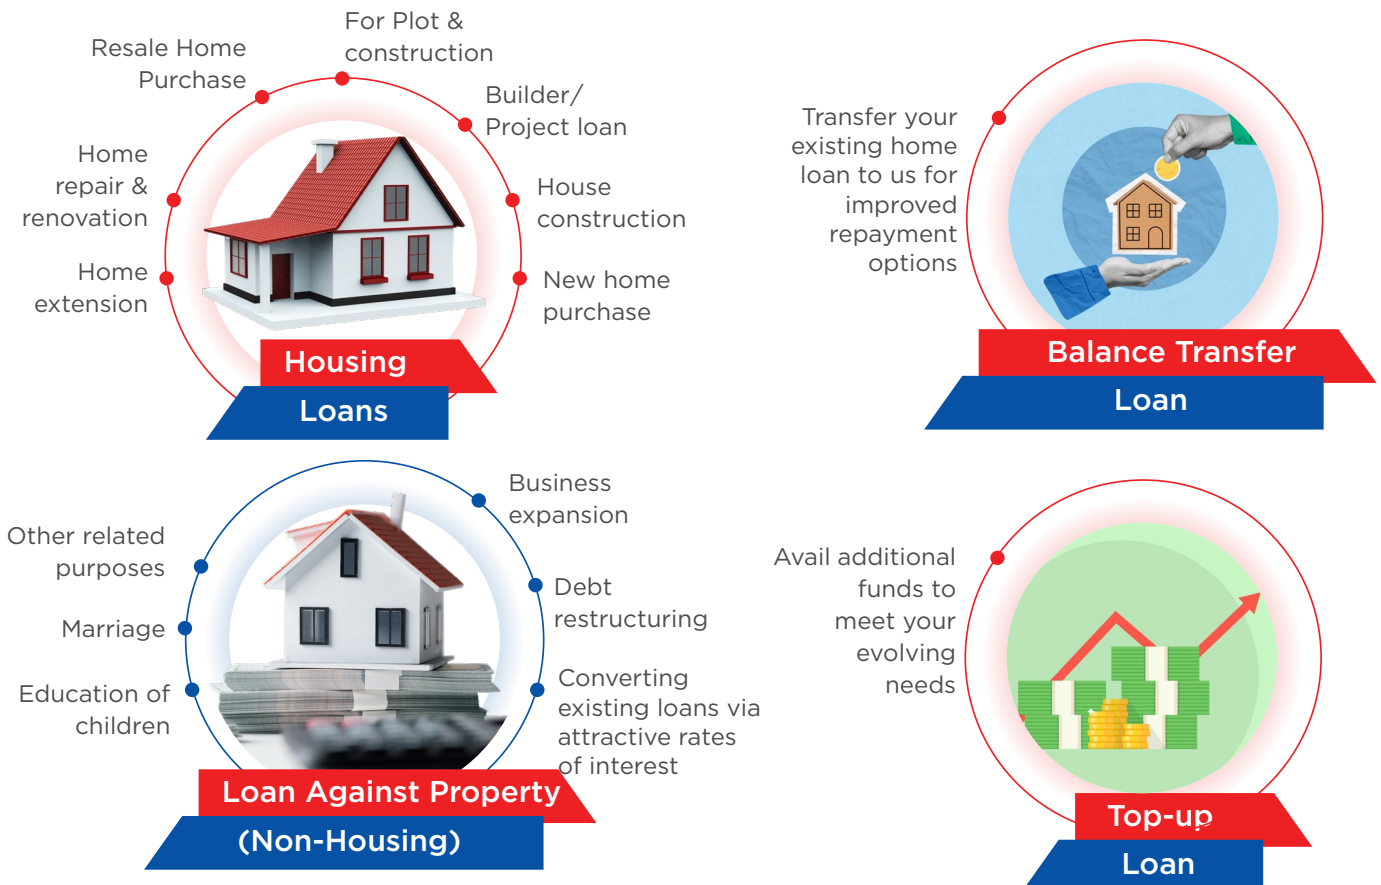 For Plot &
construction
Resale Home
Purchase
Builder/
Project loan
Home
repair &
renovation
House
construction
Home
extension
New home
purchase
Housing
Loans
Transfer your
existing home
loan to us for
improved
repayment
options
Balance Transfer
Loan
Business
expansion
Other related
purposes
Debt
restructuring
Marriage
Education of
children
Converting
existing loans via
attractive rates
of interest
Loan Against Property
(Non-Housing)
Avail additional
funds to
meet your
evolving
needs
Top-up
Loan